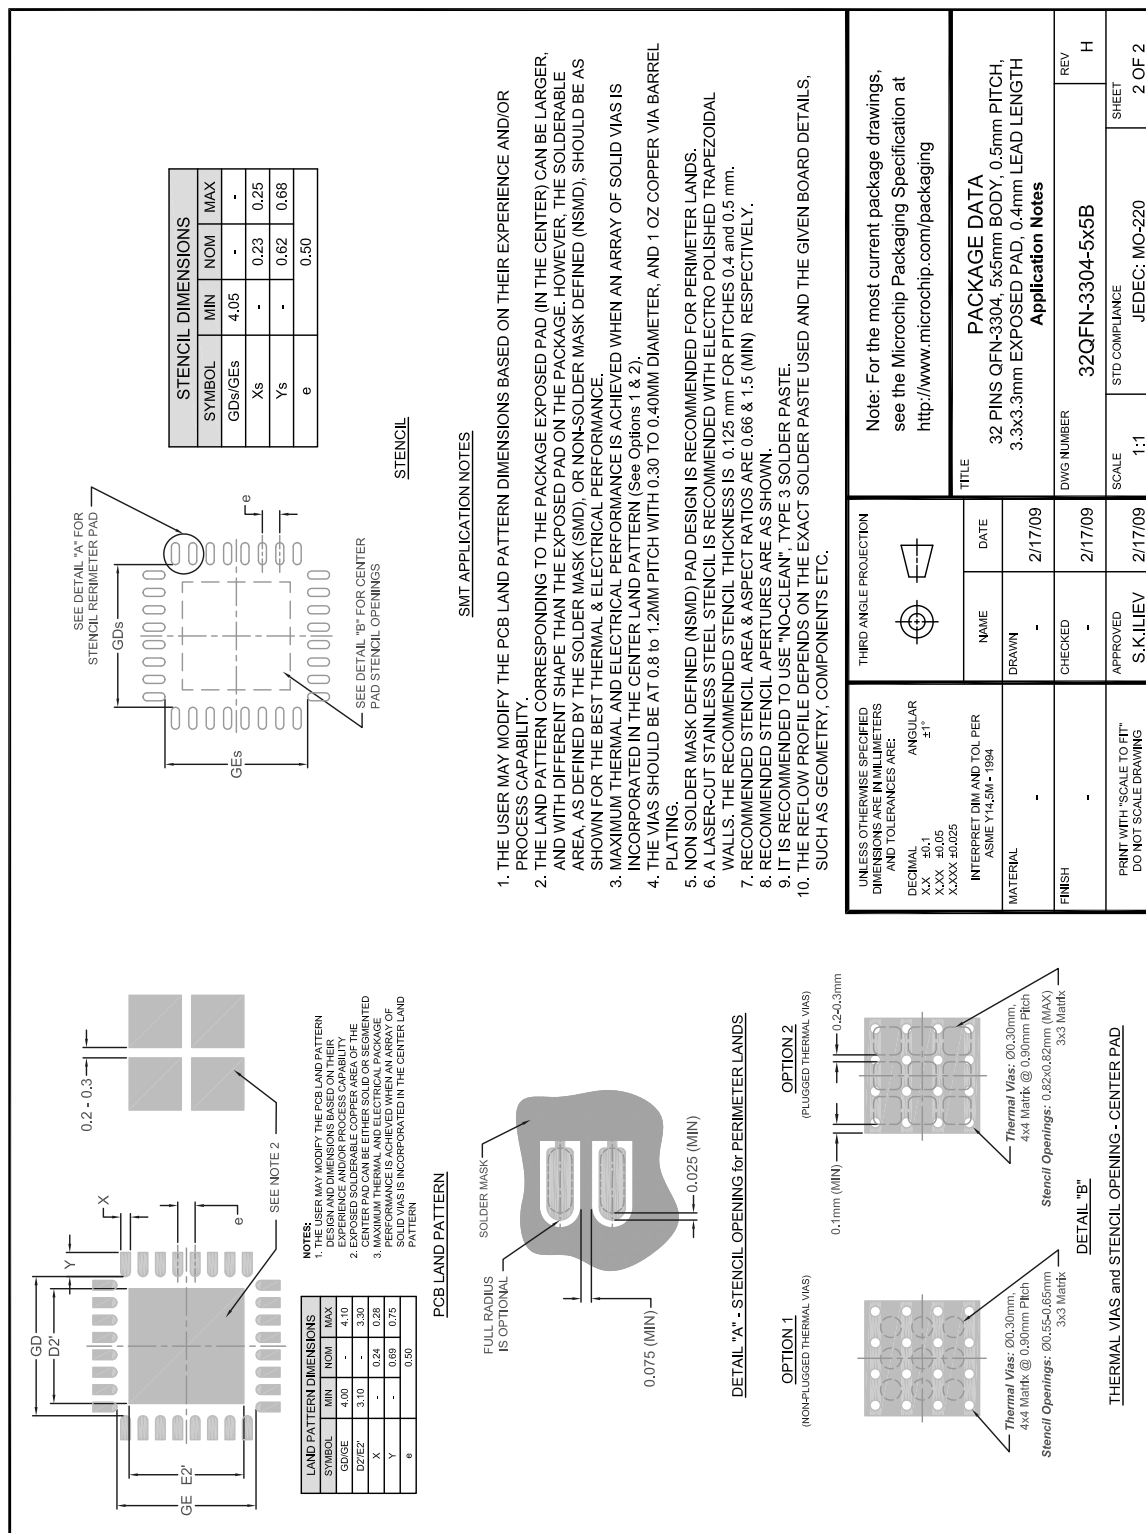 GD
D2'
GE
E2'
Y
X
e
0.2 - 0.3
SEE NOTE 2
LAND PATTERN DIMENSIONS
SYMBOL MIN NOM MAX
GD/GE 4.00 - 4.10
D2'/E2' 3.10 - 3.30
X - 0.24 0.28
Y - 0.69 0.75
e 0.50
NOTES:
1. THE USER MAY MODIFY THE PCB LAND PATTERN
DESIGN AND DIMENSIONS BASED ON THEIR
EXPERIENCE AND/OR PROCESS CAPABILITY
2. EXPOSED SOLDERABLE COPPER AREA OF THE
CENTER PAD CAN BE EITHER SOLID OR SEGMENTED
3. MAXIMUM THERMAL AND ELECTRICAL PACKAGE
PERFORMANCE IS ACHIEVED WHEN AN ARRAY OF
SOLID VIAS IS INCORPORATED IN THE CENTER LAND
PATTERN
PCB LAND PATTERN
SEE DETAIL "A" FOR
STENCIL RERIMETER PAD
GDs
GEs
e
SEE DETAIL "B" FOR CENTER
PAD STENCIL OPENINGS
STENCIL DIMENSIONS
SYMBOL MIN NOM MAX
GDs/GEs 4.05 - -
Xs - 0.23 0.25
Ys - 0.62 0.68
e 0.50
STENCIL
FULL RADIUS
IS OPTIONAL
SOLDER MASK
0.075 (MIN)
0.025 (MIN)
DETAIL "A" - STENCIL OPENING for PERIMETER LANDS
OPTION 1
(NON-PLUGGED THERMAL VIAS)
Thermal Vias: Ø0.30mm,
4x4 Matrix @ 0.90mm Pitch
Stencil Openings: Ø0.55-0.65mm
3x3 Matrix
OPTION 2
(PLUGGED THERMAL VIAS)
0.1mm (MIN)
0.2-0.3mm
Thermal Vias: Ø0.30mm,
4x4 Matrix @ 0.90mm Pitch
Stencil Openings: 0.82x0.82mm (MAX)
3x3 Matrix
DETAIL "B"
THERMAL VIAS and STENCIL OPENING - CENTER PAD
SMT APPLICATION NOTES
1. THE USER MAY MODIFY THE PCB LAND PATTERN DIMENSIONS BASED ON THEIR EXPERIENCE AND/OR
PROCESS CAPABILITY.
2. THE LAND PATTERN CORRESPONDING TO THE PACKAGE EXPOSED PAD (IN THE CENTER) CAN BE LARGER,
AND WITH DIFFERENT SHAPE THAN THE EXPOSED PAD ON THE PACKAGE. HOWEVER, THE SOLDERABLE
AREA, AS DEFINED BY THE SOLDER MASK (SMD), OR NON-SOLDER MASK DEFINED (NSMD), SHOULD BE AS
SHOWN FOR THE BEST THERMAL & ELECTRICAL PERFORMANCE.
3. MAXIMUM THERMAL AND ELECTRICAL PERFORMANCE IS ACHIEVED WHEN AN ARRAY OF SOLID VIAS IS
INCORPORATED IN THE CENTER LAND PATTERN (See Options 1 & 2).
4. THE VIAS SHOULD BE AT 0.8 to 1.2MM PITCH WITH 0.30 TO 0.40MM DIAMETER, AND 1 OZ COPPER VIA BARREL
PLATING.
5. NON SOLDER MASK DEFINED (NSMD) PAD DESIGN IS RECOMMENDED FOR PERIMETER LANDS.
6. A LASER-CUT STAINLESS STEEL STENCIL IS RECOMMENDED WITH ELECTRO POLISHED TRAPEZOIDAL
WALLS. THE RECOMMENDED STENCIL THICKNESS IS 0.125 mm FOR PITCHES 0.4 and 0.5 mm.
7. RECOMMENDED STENCIL AREA & ASPECT RATIOS ARE 0.66 & 1.5 (MIN) RESPECTIVELY.
8. RECOMMENDED STENCIL APERTURES ARE AS SHOWN.
9. IT IS RECOMMENDED TO USE "NO-CLEAN", TYPE 3 SOLDER PASTE.
10. THE REFLOW PROFILE DEPENDS ON THE EXACT SOLDER PASTE USED AND THE GIVEN BOARD DETAILS,
SUCH AS GEOMETRY, COMPONENTS ETC.
UNLESS OTHERWISE SPECIFIED
DIMENSIONS ARE IN MILLIMETERS
AND TOLERANCES ARE:
DECIMAL ANGULAR
X.X ±0.1 ±1°
X.XX ±0.05
X.XXX ±0.025
INTERPRET DIM AND TOL PER
ASME Y14.5M - 1994
MATERIAL
-
FINISH
-
PRINT WITH "SCALE TO FIT"
DO NOT SCALE DRAWING
THIRD ANGLE PROJECTION
NAME DATE
DRAWN
- 2/17/09
CHECKED
- 2/17/09
APPROVED
S.K.ILIEV 2/17/09
Note: For the most current package drawings,
see the Microchip Packaging Specification at
http://www.microchip.com/packaging
TITLE
PACKAGE DATA
32 PINS QFN-3304, 5x5mm BODY, 0.5mm PITCH,
3.3x3.3mm EXPOSED PAD, 0.4mm LEAD LENGTH
Application Notes
DWG NUMBER
32QFN-3304-5x5B
REV
H
SCALE
1:1
STD COMPLIANCE
JEDEC: MO-220
SHEET
2 OF 2